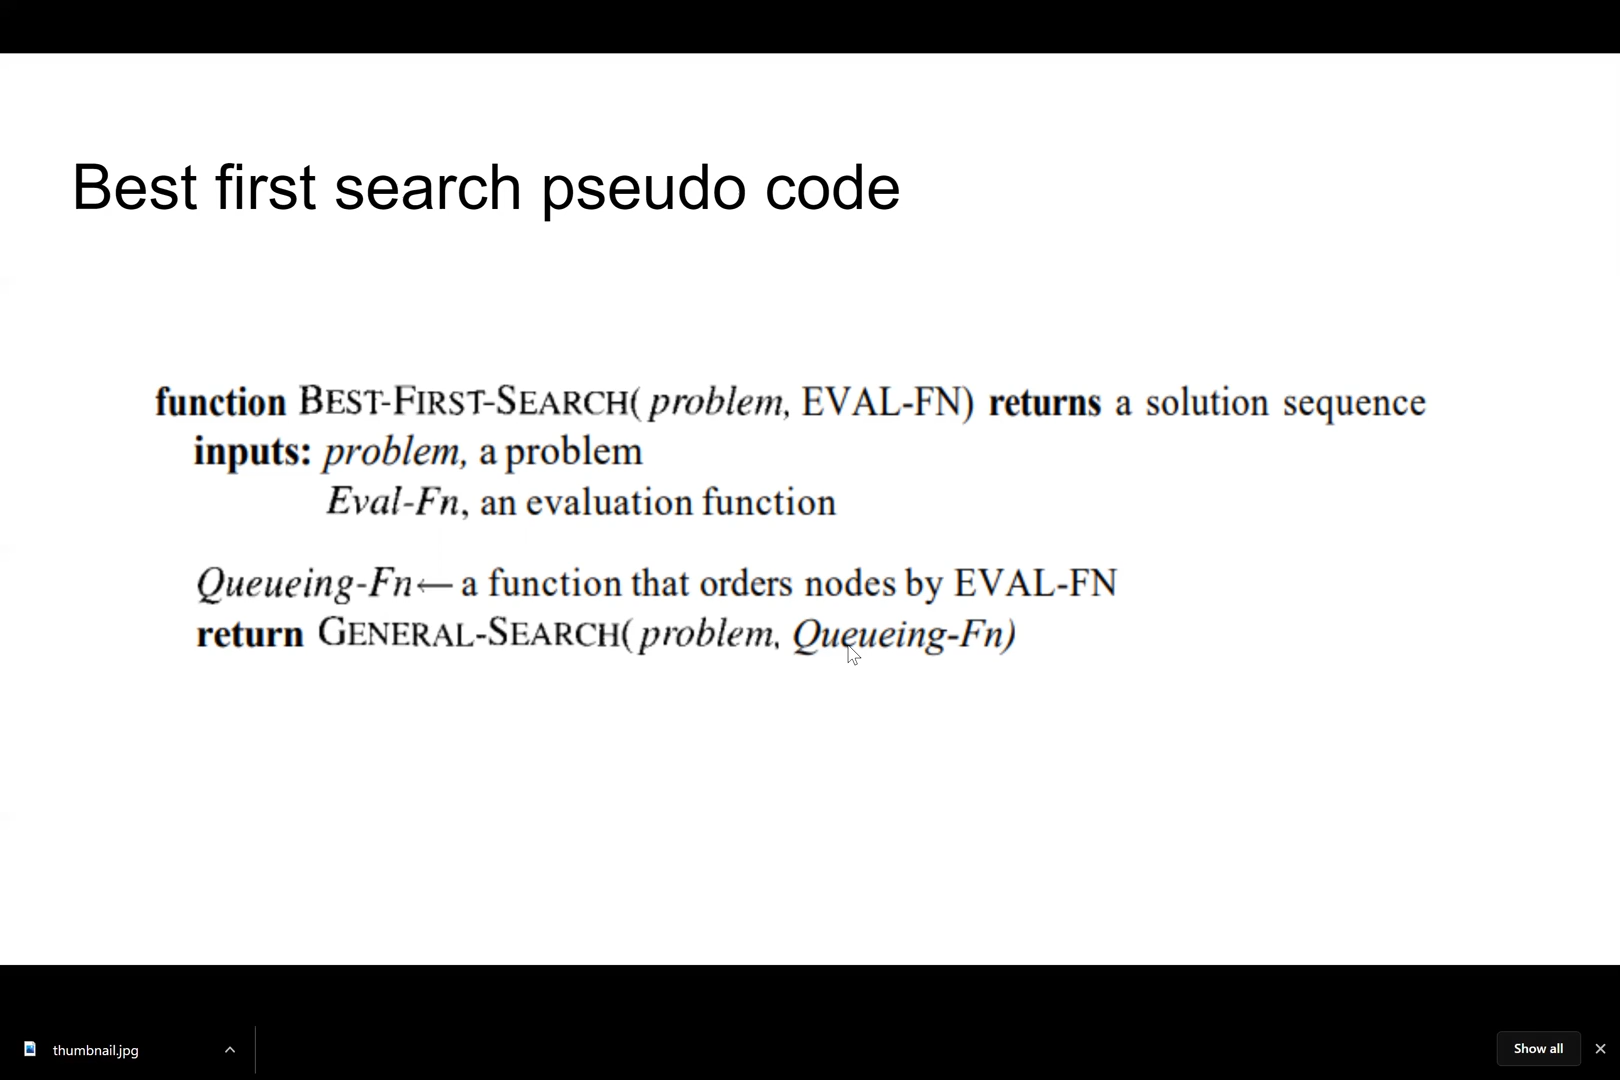 Best first search pseudo code
function BEST-FIRST-SEARCH( problem, EVAL-FN) returns a solution sequence
inputs: problem, a problem
Eval-Fn, an evaluation function
Queueing-Fn← a function that orders nodes by EVAL-FN
return GENERAL-SEARCH( problem, Queueing-Fn)
thumbnail.jpg
Show all